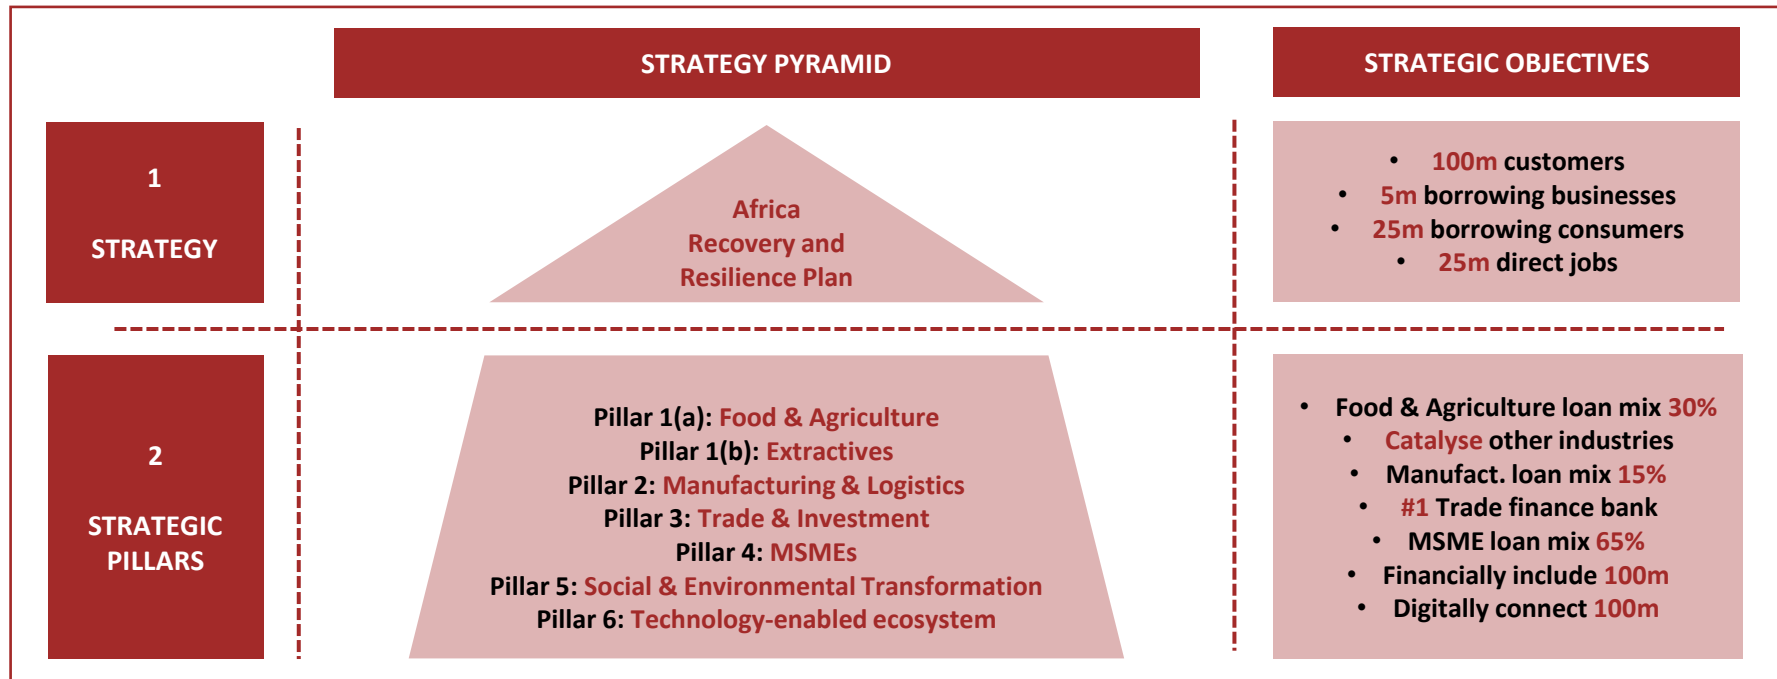 STRATEGY PYRAMID
STRATEGIC OBJECTIVES
1
STRATEGY
Africa
Recovery and
Resilience Plan
• 100m customers
• 5m borrowing businesses
• 25m borrowing consumers
• 25m direct jobs
2
STRATEGIC
PILLARS
Pillar 1(a): Food & Agriculture
Pillar 1(b): Extractives
Pillar 2: Manufacturing & Logistics
Pillar 3: Trade & Investment
Pillar 4: MSMEs
Pillar 5: Social & Environmental Transformation
Pillar 6: Technology-enabled ecosystem
• Food & Agriculture loan mix 30%
• Catalyse other industries
• Manufact. loan mix 15%
• #1 Trade finance bank
• MSME loan mix 65%
• Financially include 100m
• Digitally connect 100m